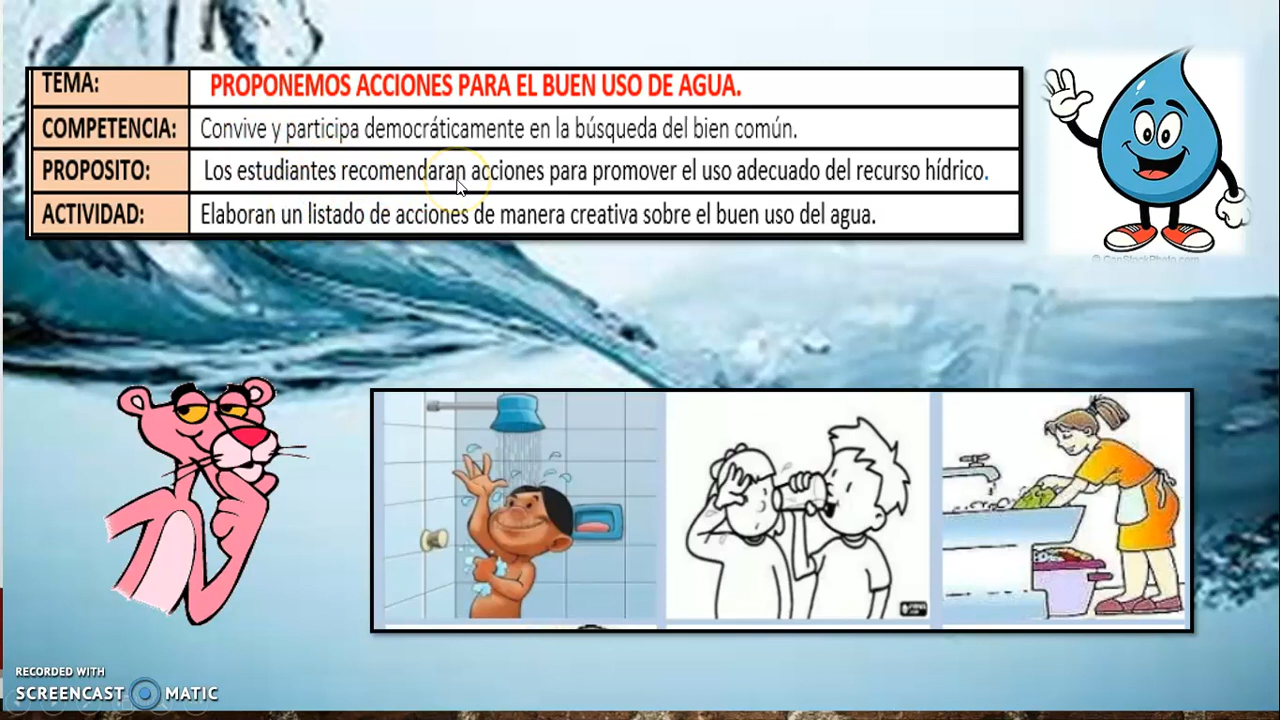 TEMA: PROPONEMOS ACCIONES PARA EL BUEN USO DE AGUA.
COMPETENCIA: Convive y participa democráticamente en la búsqueda del bien común.
PROPOSITO: Los estudiantes recomendaran acciones para promover el uso adecuado del recurso hídrico.
ACTIVIDAD: Elaboran un listado de acciones de manera creativa sobre el buen uso del agua.
© CanStockPhoto.com
RECORDED WITH
SCREENCAST MATIC